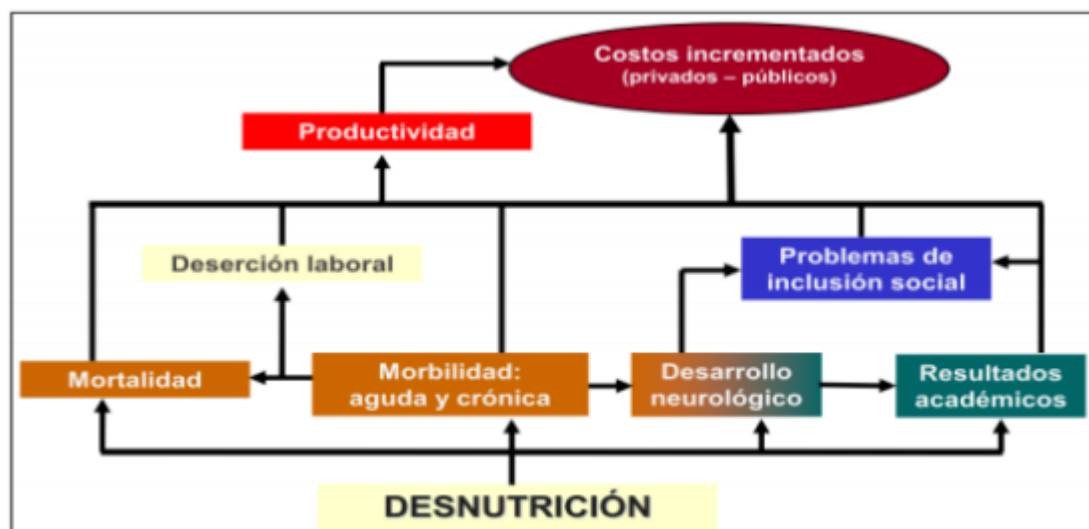 Costos incrementados
(privados – públicos)
Productividad
Deserción laboral
Problemas de
inclusión social
Mortalidad
Morbilidad:
aguda y crónica
Desarrollo
neurológico
Resultados
académicos
DESNUTRICIÓN